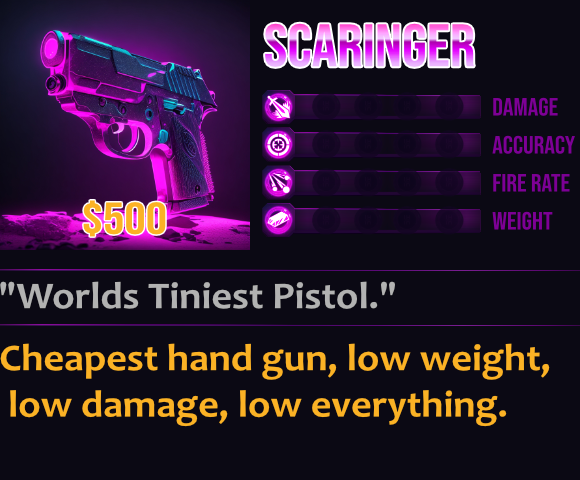 SCARINGER
DAMAGE
ACCURACY
FIRE RATE
WEIGHT
$500
"Worlds Tiniest Pistol."
Cheapest hand gun, low weight,
low damage, low everything.